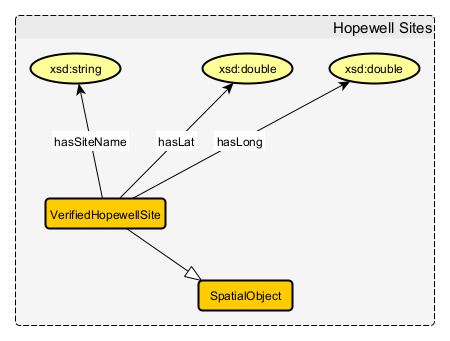 Hopewell Sites
xsd:string
xsd:double
xsd:double
hasSiteName
hasLat
hasLong
VerifiedHopewellSite
SpatialObject